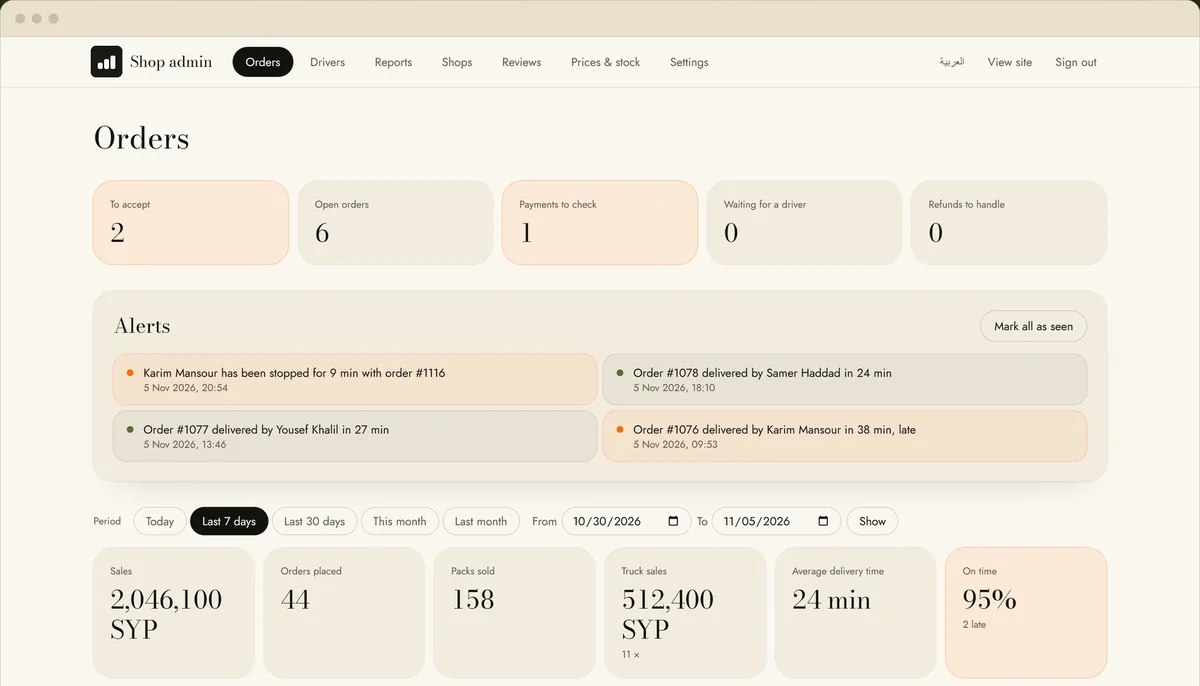 Shop admin
Orders
Drivers
Reports
Shops
Reviews
Prices & stock
Settings
العربية
View site
Sign out
Orders
To accept
2
Open orders
6
Payments to check
1
Waiting for a driver
0
Refunds to handle
0
Alerts
Mark all as seen
Karim Mansour has been stopped for 9 min with order #1116
5 Nov 2026, 20:54
Order #1078 delivered by Samer Haddad in 24 min
5 Nov 2026, 18:10
Order #1077 delivered by Yousef Khalil in 27 min
5 Nov 2026, 13:46
Order #1076 delivered by Karim Mansour in 38 min, late
5 Nov 2026, 09:53
Period
Today
Last 7 days
Last 30 days
This month
Last month
From
10/30/2026
To
11/05/2026
Show
Sales
2,046,100
SYP
Orders placed
44
Packs sold
158
Truck sales
512,400
SYP
11 ×
Average delivery time
24 min
On time
95%
2 late